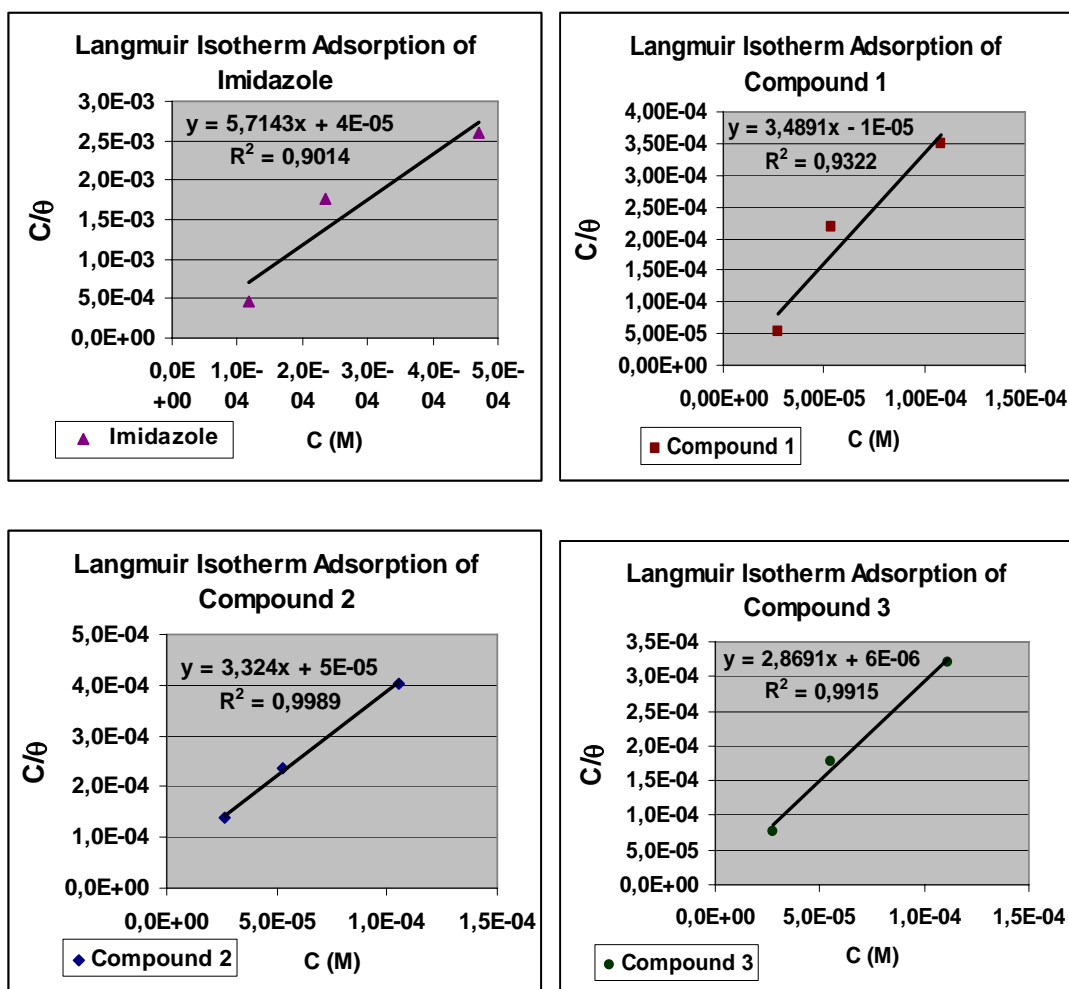 Langmuir Isotherm Adsorption of
Imidazole
3,0E-03
2,5E-03
2,0E-03
1,5E-03
1,0E-03
5,0E-04
0,0E+00
y = 5,7143x + 4E-05
R² = 0,9014
C/θ
0,0E 1,0E- 2,0E- 3,0E- 4,0E- 5,0E-
+00 04 04 04 04 04
Imidazole
C (M)
Langmuir Isotherm Adsorption of
Compound 1
4,00E-04
3,50E-04
3,00E-04
2,50E-04
2,00E-04
1,50E-04
1,00E-04
5,00E-05
0,00E+00
y = 3,4891x - 1E-05
R² = 0,9322
C/θ
0,00E+00 5,00E-05 1,00E-04 1,50E-04
Compound 1
C (M)
Langmuir Isotherm Adsorption of
Compound 2
5,0E-04
4,0E-04
3,0E-04
2,0E-04
1,0E-04
0,0E+00
y = 3,324x + 5E-05
R² = 0,9989
C/θ
0,0E+00 5,0E-05 1,0E-04 1,5E-04
Compound 2
C (M)
Langmuir Isotherm Adsorption of
Compound 3
3,5E-04
3,0E-04
2,5E-04
2,0E-04
1,5E-04
1,0E-04
5,0E-05
0,0E+00
y = 2,8691x + 6E-06
R² = 0,9915
C/θ
0,0E+00 5,0E-05 1,0E-04 1,5E-04
Compound 3
C (M)